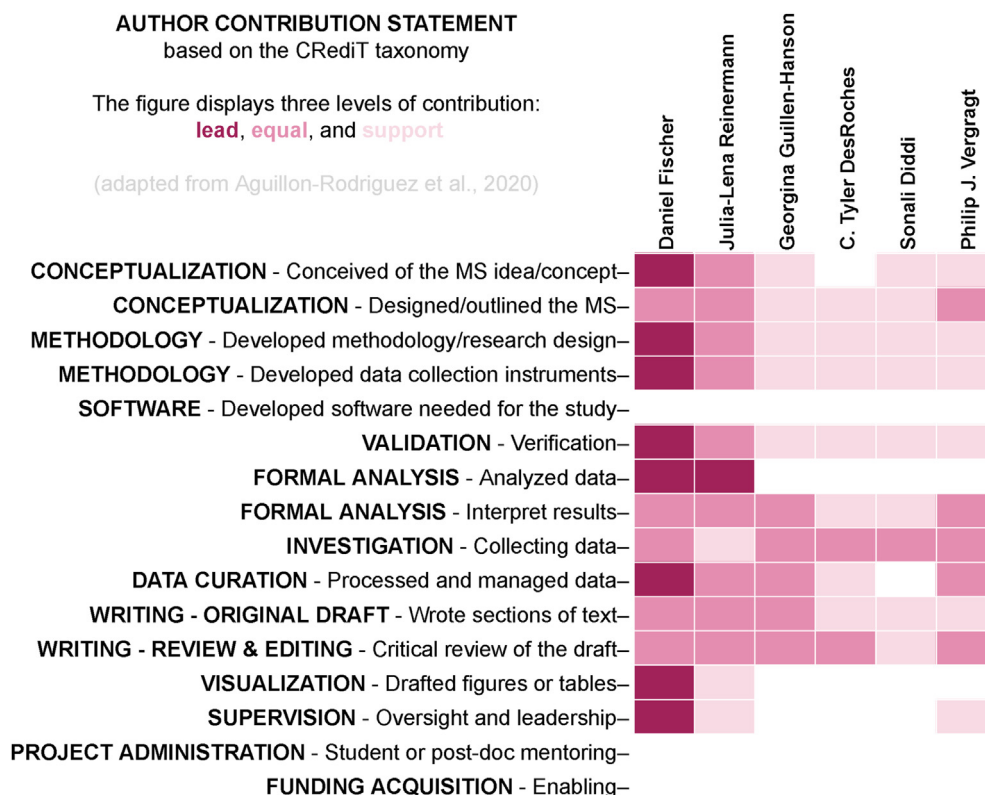 AUTHOR CONTRIBUTION STATEMENT
based on the CRediT taxonomy
The figure displays three levels of contribution:
lead, equal, and support
(adapted from Aguillon-Rodriguez et al., 2020)
Daniel Fischer
Julia-Lena Reinermann
Georgina Guillen-Hanson
C. Tyler DesRoches
Sonali Diddi
Philip J. Vergragt
CONCEPTUALIZATION - Conceived of the MS idea/concept–
CONCEPTUALIZATION - Designed/outlined the MS–
METHODOLOGY - Developed methodology/research design–
METHODOLOGY - Developed data collection instruments–
SOFTWARE - Developed software needed for the study–
VALIDATION - Verification–
FORMAL ANALYSIS - Analyzed data–
FORMAL ANALYSIS - Interpret results–
INVESTIGATION - Collecting data–
DATA CURATION - Processed and managed data–
WRITING - ORIGINAL DRAFT - Wrote sections of text–
WRITING - REVIEW & EDITING - Critical review of the draft–
VISUALIZATION - Drafted figures or tables–
SUPERVISION - Oversight and leadership–
PROJECT ADMINISTRATION - Student or post-doc mentoring–
FUNDING ACQUISITION - Enabling–